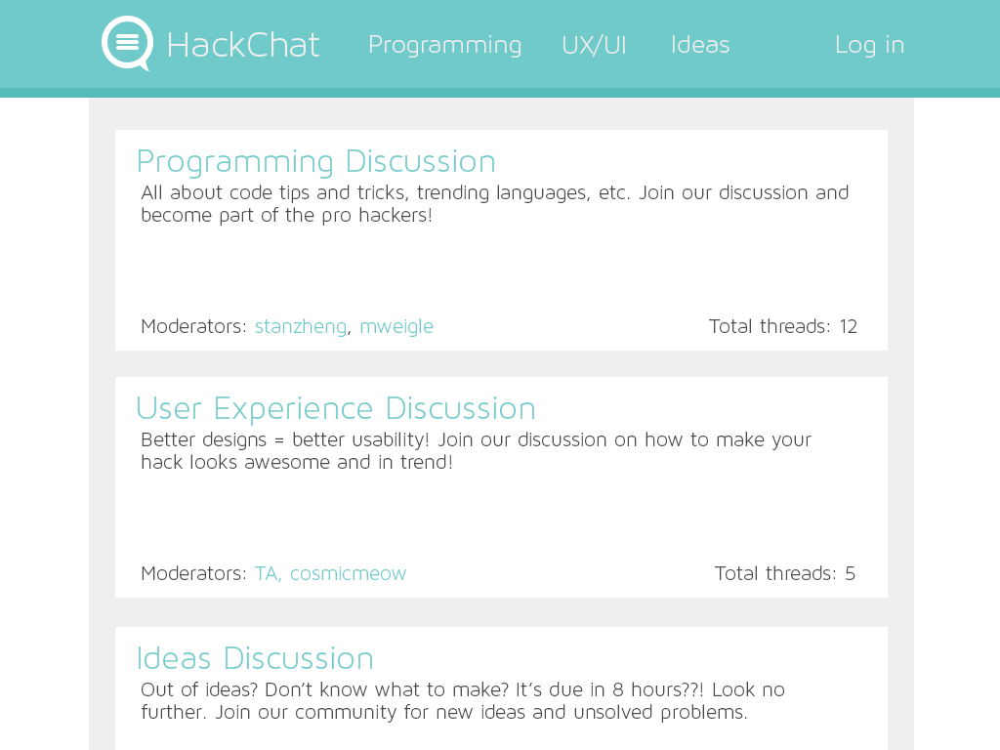 HackChat Programming UX/UI Ideas Log in
Programming Discussion
All about code tips and tricks, trending languages, etc. Join our discussion and
become part of the pro hackers!
Moderators: stanzheng, mweigle Total threads: 12
User Experience Discussion
Better designs = better usability! Join our discussion on how to make your
hack looks awesome and in trend!
Moderators: TA, cosmicmeow Total threads: 5
Ideas Discussion
Out of ideas? Don’t know what to make? It’s due in 8 hours??! Look no
further. Join our community for new ideas and unsolved problems.